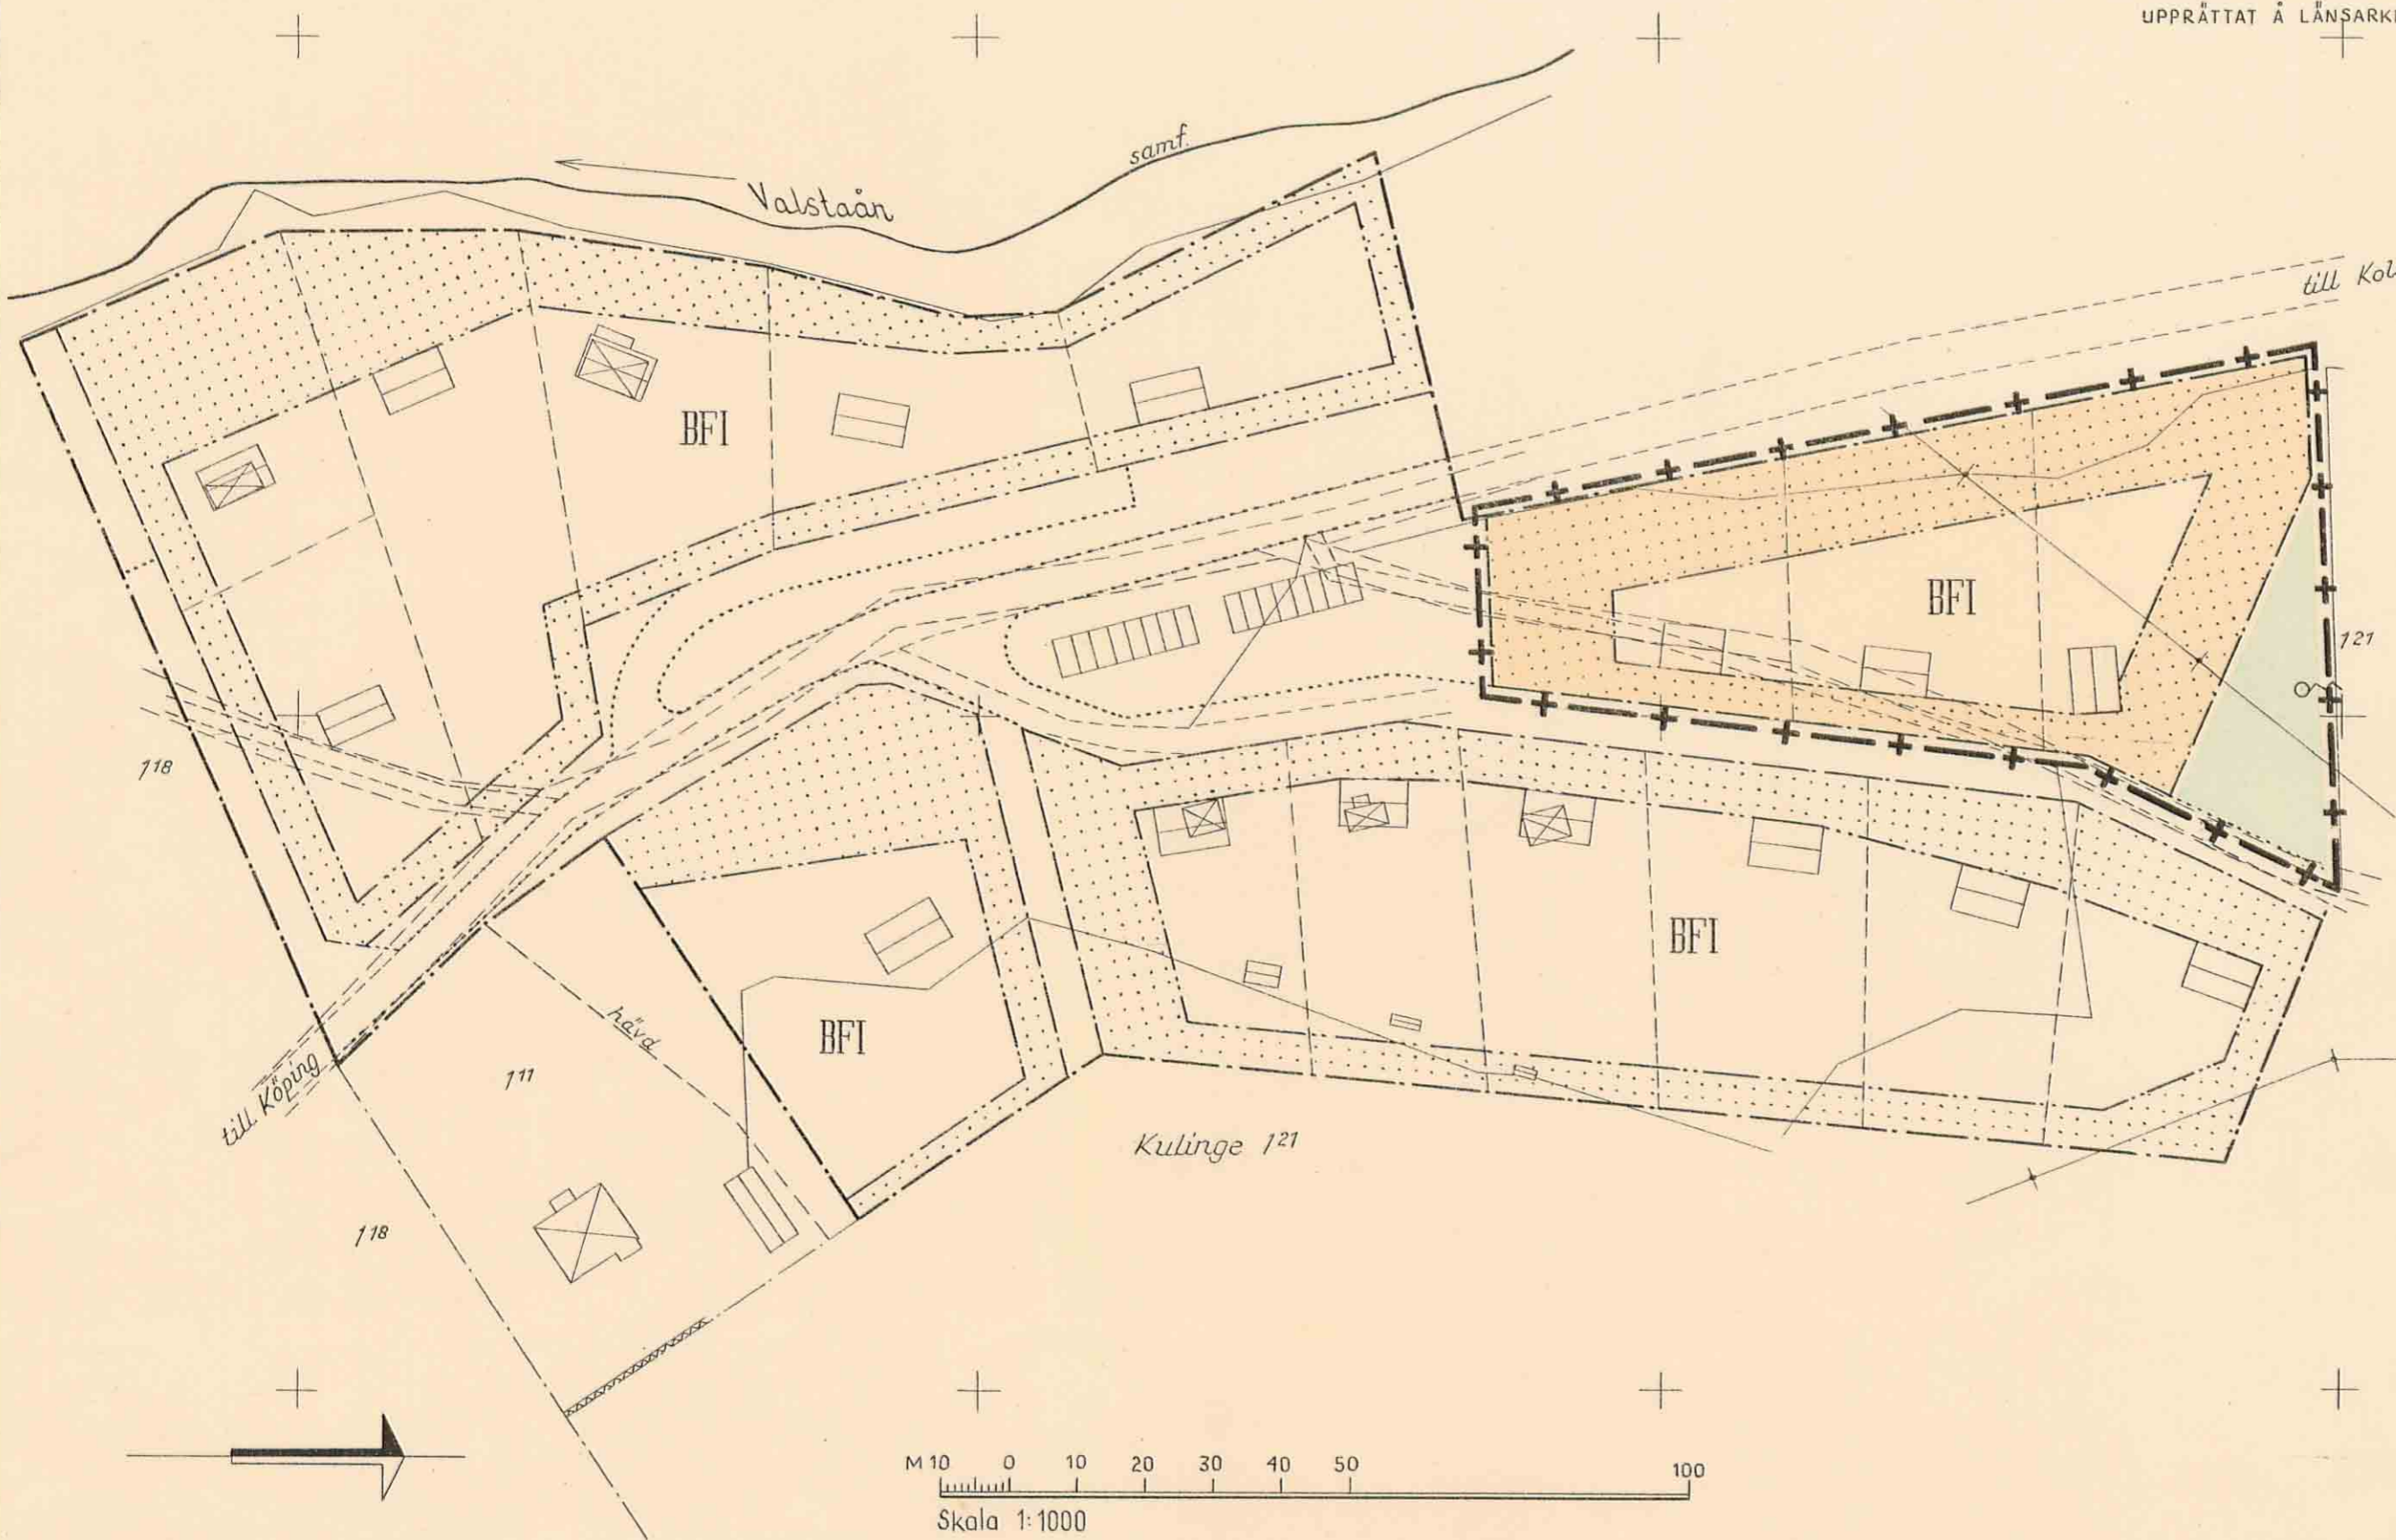 UPPRÄTTAT Å LÄNSARK
samf.
Valstaån
till Kol
BFI
BFI
1²¹
1¹⁸
BFI
hävd
BFI
till Köping
1¹¹
Kulinge 1²¹
1¹⁸
M 10 0 10 20 30 40 50 100
Skala 1:1000